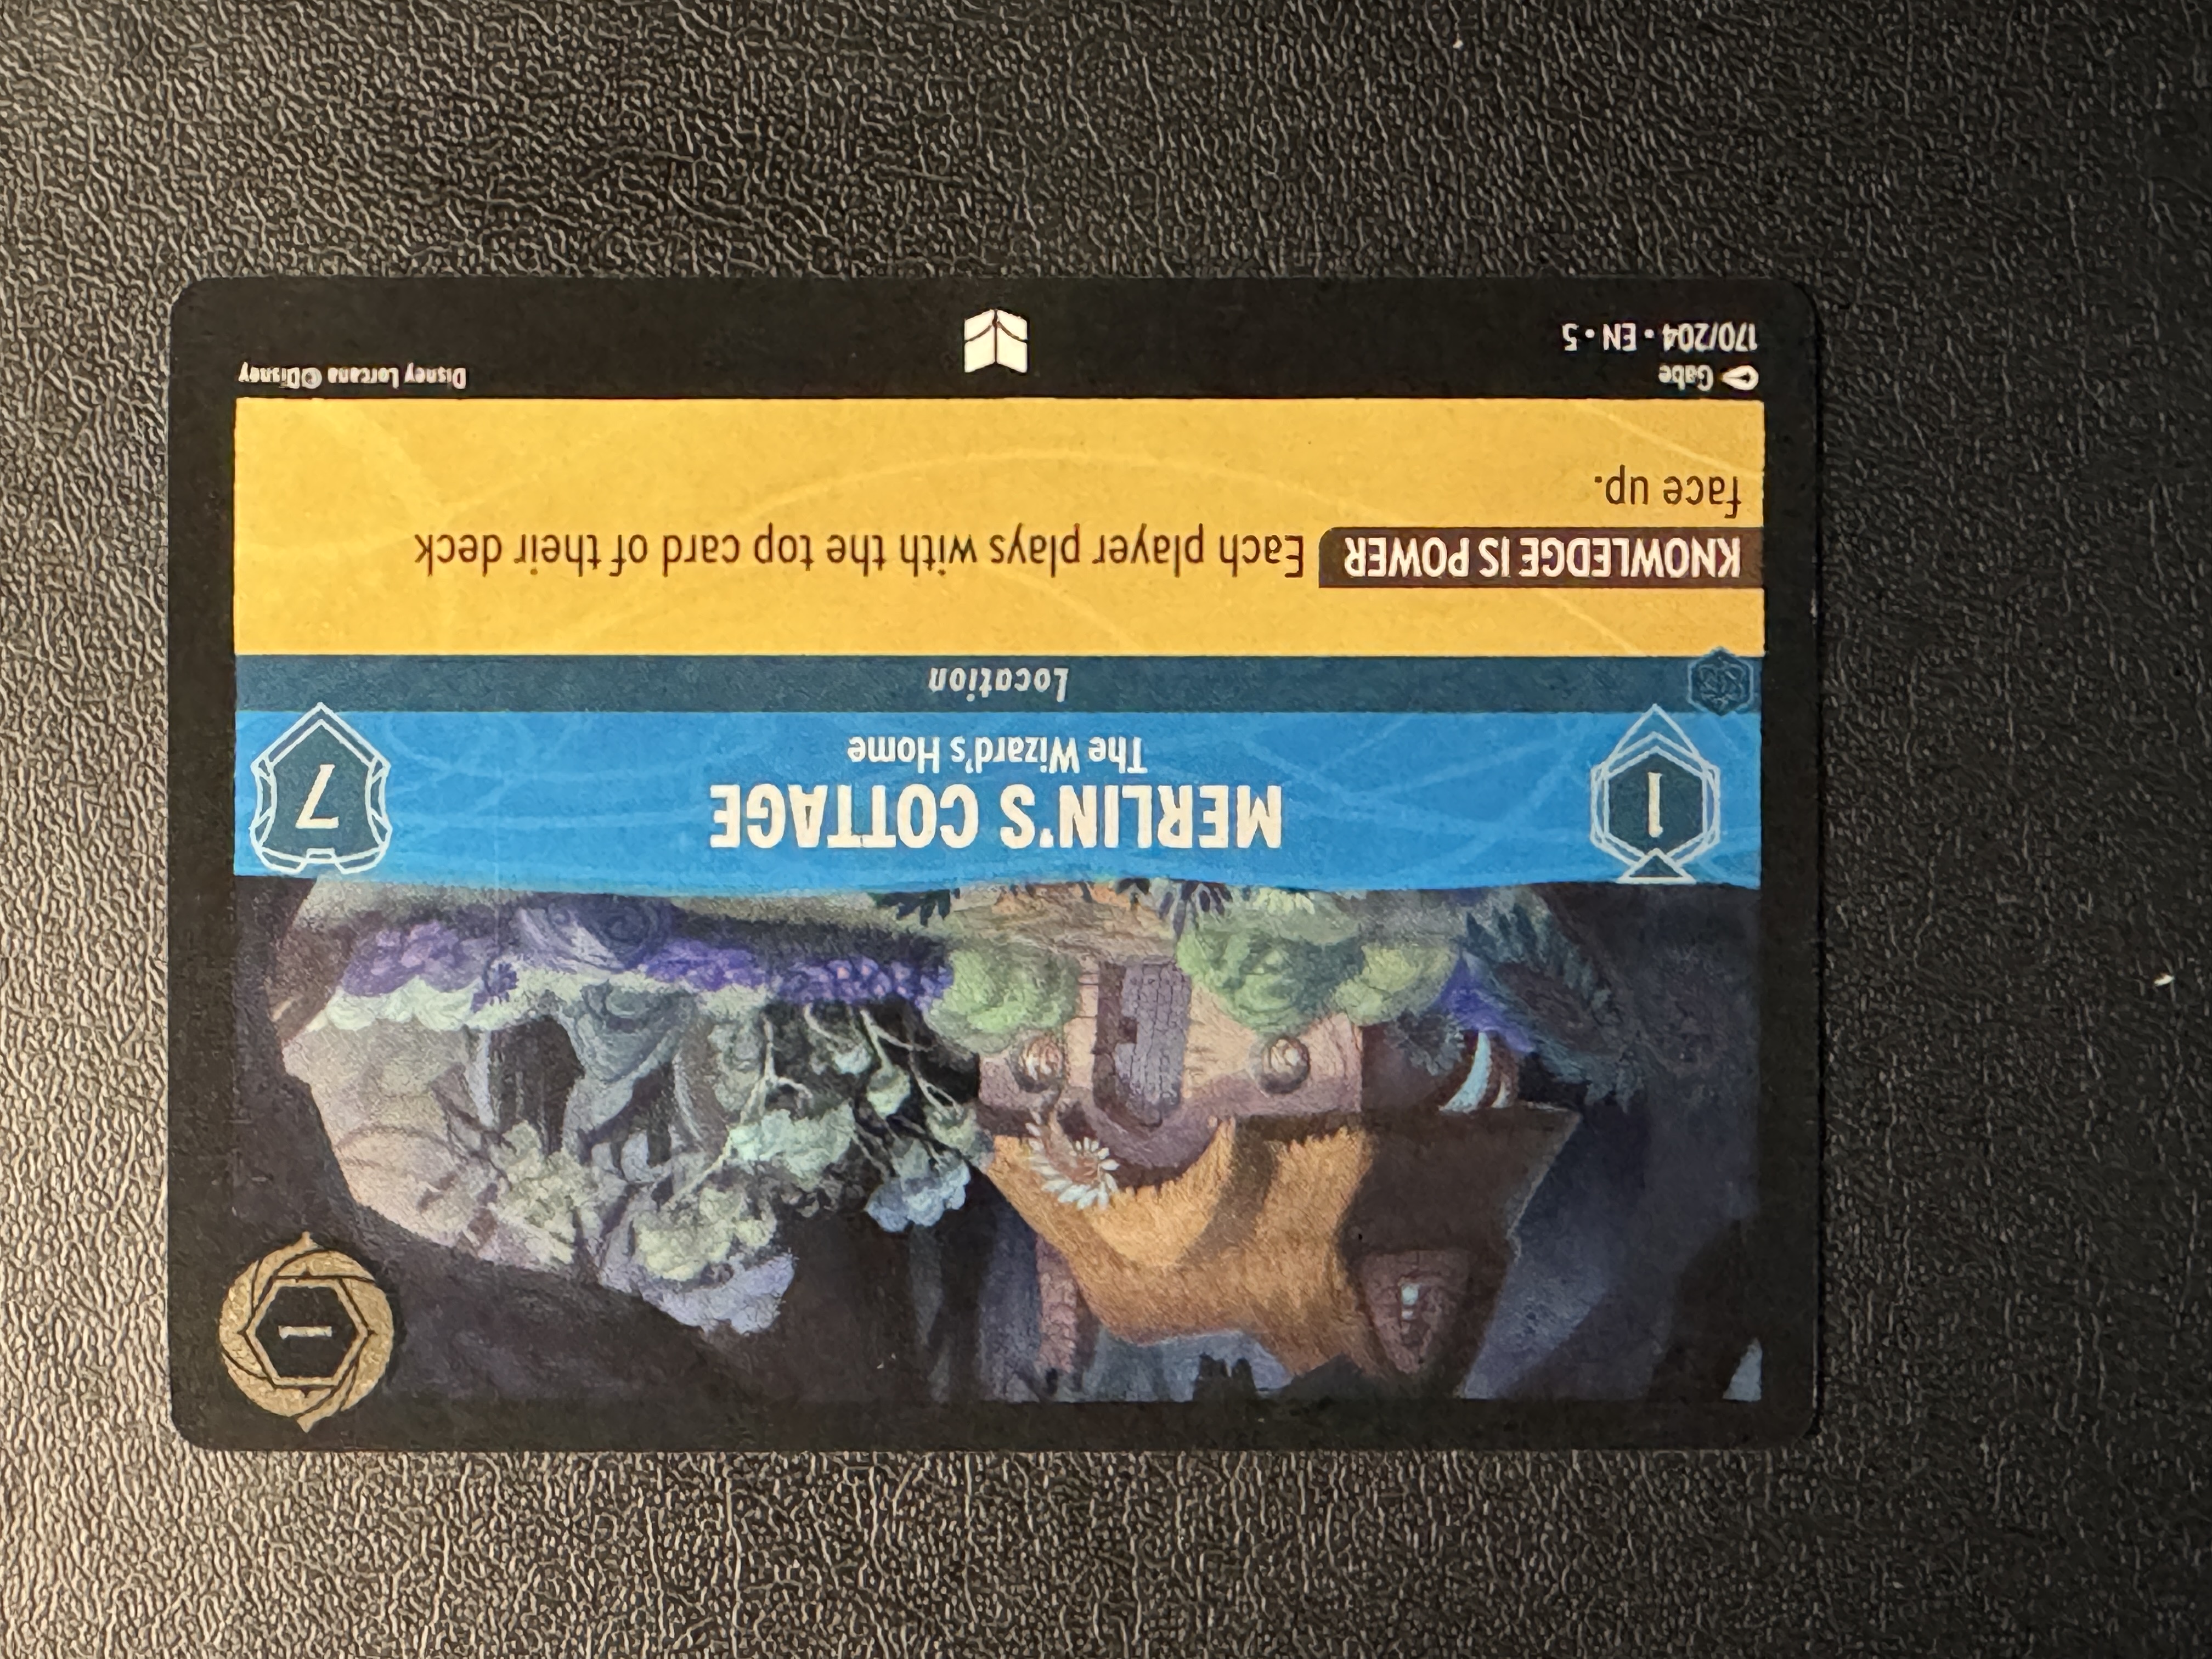 1
1
MERLIN'S COTTAGE
The Wizard's Home
7
Location
KNOWLEDGE IS POWER Each player plays with the top card of their deck
face up.
Gabe
170/204 • EN • 5
Disney Lorcana ©Disney